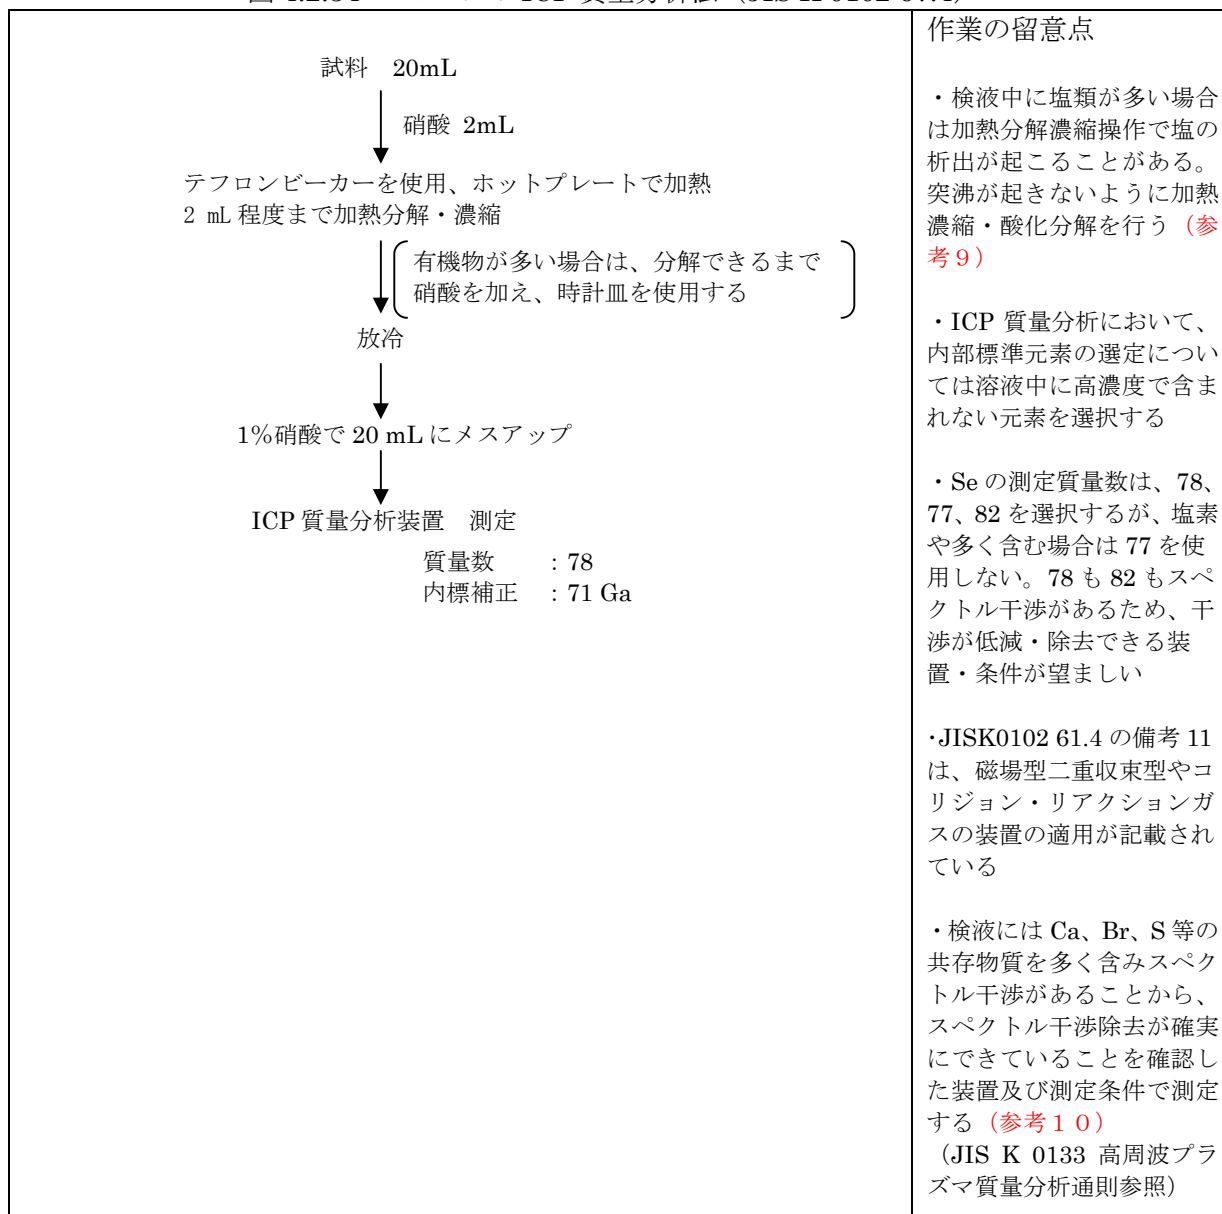 試料 20mL
硝酸 2mL
テフロンビーカーを使用、ホットプレートで加熱
2 mL 程度まで加熱分解・濃縮
有機物が多い場合は、分解できるまで
硝酸を加え、時計皿を使用する
放冷
1％硝酸で 20 mL にメスアップ
ICP 質量分析装置 測定
質量数 : 78
内標補正 : 71 Ga
作業の留意点
・検液中に塩類が多い場合
は加熱分解濃縮操作で塩の
析出が起こることがある。
突沸が起きないように加熱
濃縮・酸化分解を行う（参
考９）
・ICP 質量分析において、
内部標準元素の選定につい
ては溶液中に高濃度で含ま
れない元素を選択する
・Se の測定質量数は、78、
77、82 を選択するが、塩素
や多く含む場合は 77 を使
用しない。78 も 82 もスペ
クトル干渉があるため、干
渉が低減・除去できる装
置・条件が望ましい
・JISK0102 61.4 の備考 11
は、磁場型二重収束型やコ
リジョン・リアクションガ
スの装置の適用が記載され
ている
・検液には Ca、Br、S 等の
共存物質を多く含みスペク
トル干渉があることから、
スペクトル干渉除去が確実
にできていることを確認し
た装置及び測定条件で測定
する（参考１０）
（JIS K 0133 高周波プラ
ズマ質量分析通則参照）